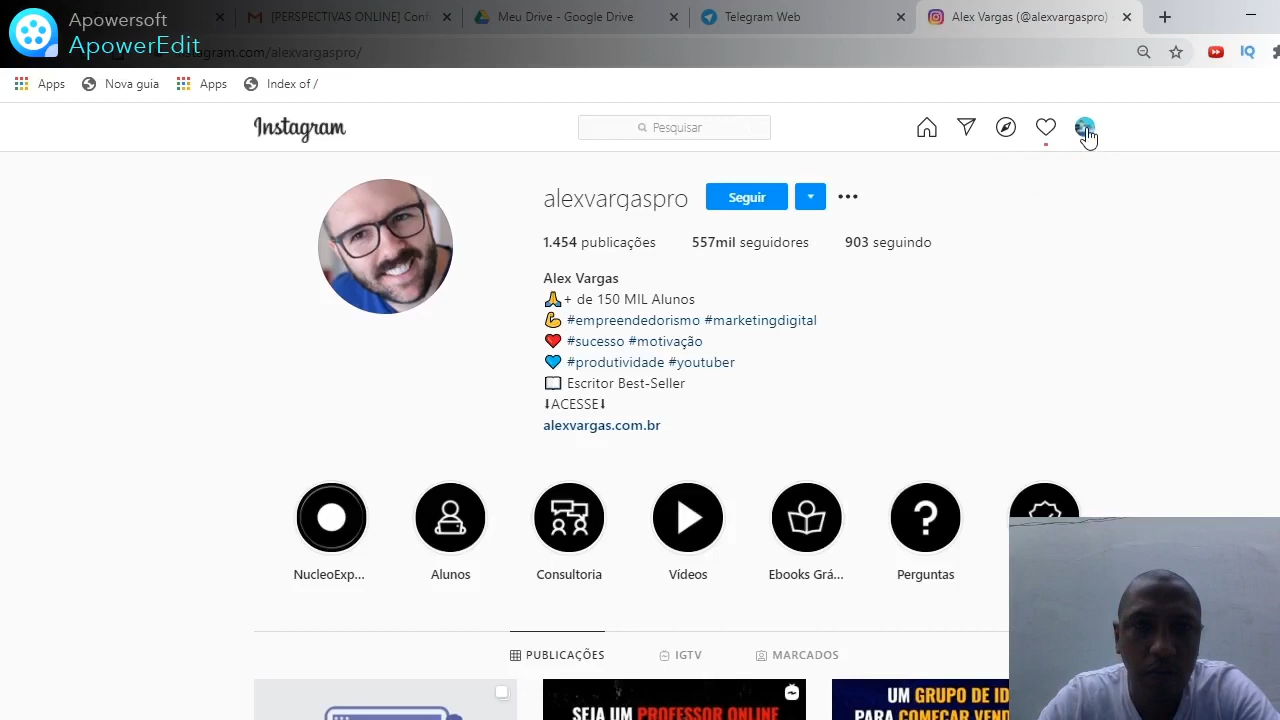 Apowersoft
ApowerEdit
[PERSPECTIVAS ONLINE] Conf
Meu Drive - Google Drive
Telegram Web
Alex Vargas (@alexvargaspro)
.com/alexvargaspro/
Apps
Nova guia
Apps
Index of /
IQ
Instagram
Pesquisar
alexvargaspro
Seguir
1.454 publicações 557mil seguidores 903 seguindo
Alex Vargas
🙏+ de 150 MIL Alunos
💪 #empreendedorismo #marketingdigital
❤️ #sucesso #motivação
💙 #produtividade #youtuber
📖 Escritor Best-Seller
⬇ACESSE⬇
alexvargas.com.br
NucleoExp...
Alunos
Consultoria
Vídeos
Ebooks Grá...
Perguntas
PUBLICAÇÕES
IGTV
MARCADOS
SEJA UM PROFESSOR ONLINE
UM GRUPO DE ID
PARA COMEÇAR VEND